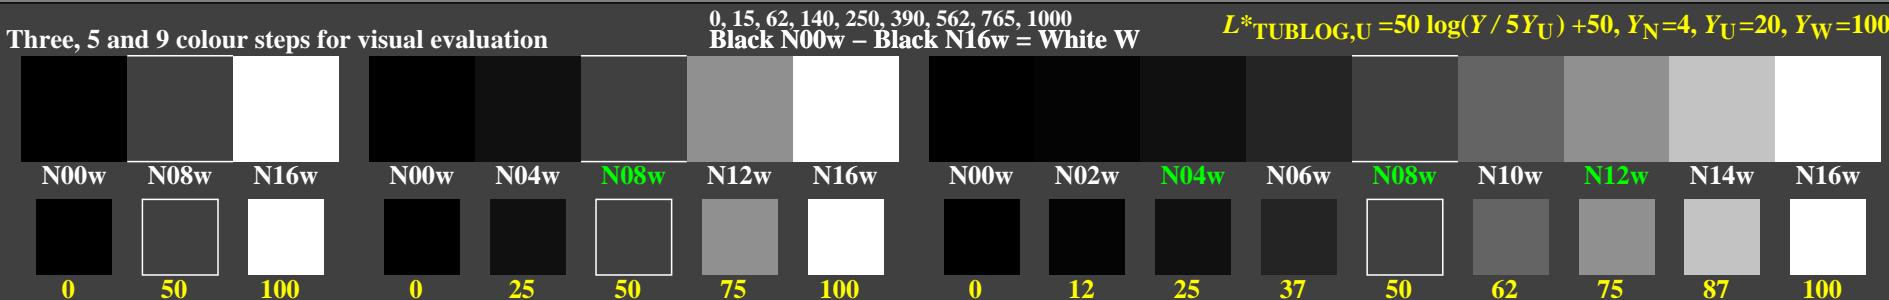 Three, 5 and 9 colour steps for visual evaluation
0, 15, 62, 140, 250, 390, 562, 765, 1000
Black N00w – Black N16w = White W
L*TUBLOG,U =50 log(Y / 5YU) +50, YN=4, YU=20, YW=100
N00w N08w N16w N00w N04w N08w N12w N16w N00w N02w N04w N06w N08w N10w N12w N14w N16w
0 50 100 0 25 50 75 100 0 12 25 37 50 62 75 87 100